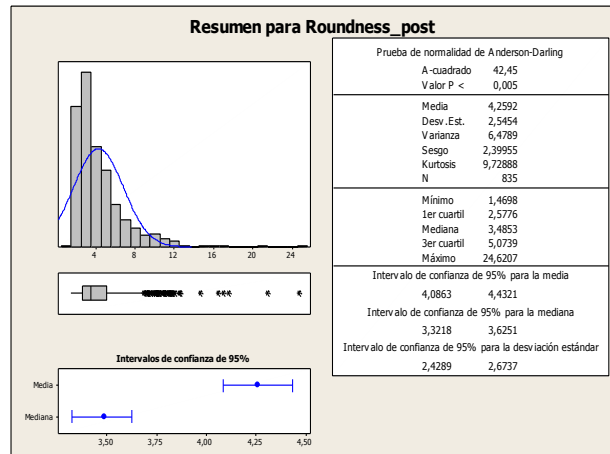 Resumen para Roundness_post
4 8 12 16 20 24
Intervalos de confianza de 95%
Media
Mediana
3,50 3,75 4,00 4,25 4,50
Prueba de normalidad de Anderson-Darling
A-cuadrado 42,45
Valor P < 0,005
Media 4,2592
Desv.Est. 2,5454
Varianza 6,4789
Sesgo 2,39955
Kurtosis 9,72888
N 835
Mínimo 1,4698
1er cuartil 2,5776
Mediana 3,4853
3er cuartil 5,0739
Máximo 24,6207
Intervalo de confianza de 95% para la media
4,0863 4,4321
Intervalo de confianza de 95% para la mediana
3,3218 3,6251
Intervalo de confianza de 95% para la desviación estándar
2,4289 2,6737